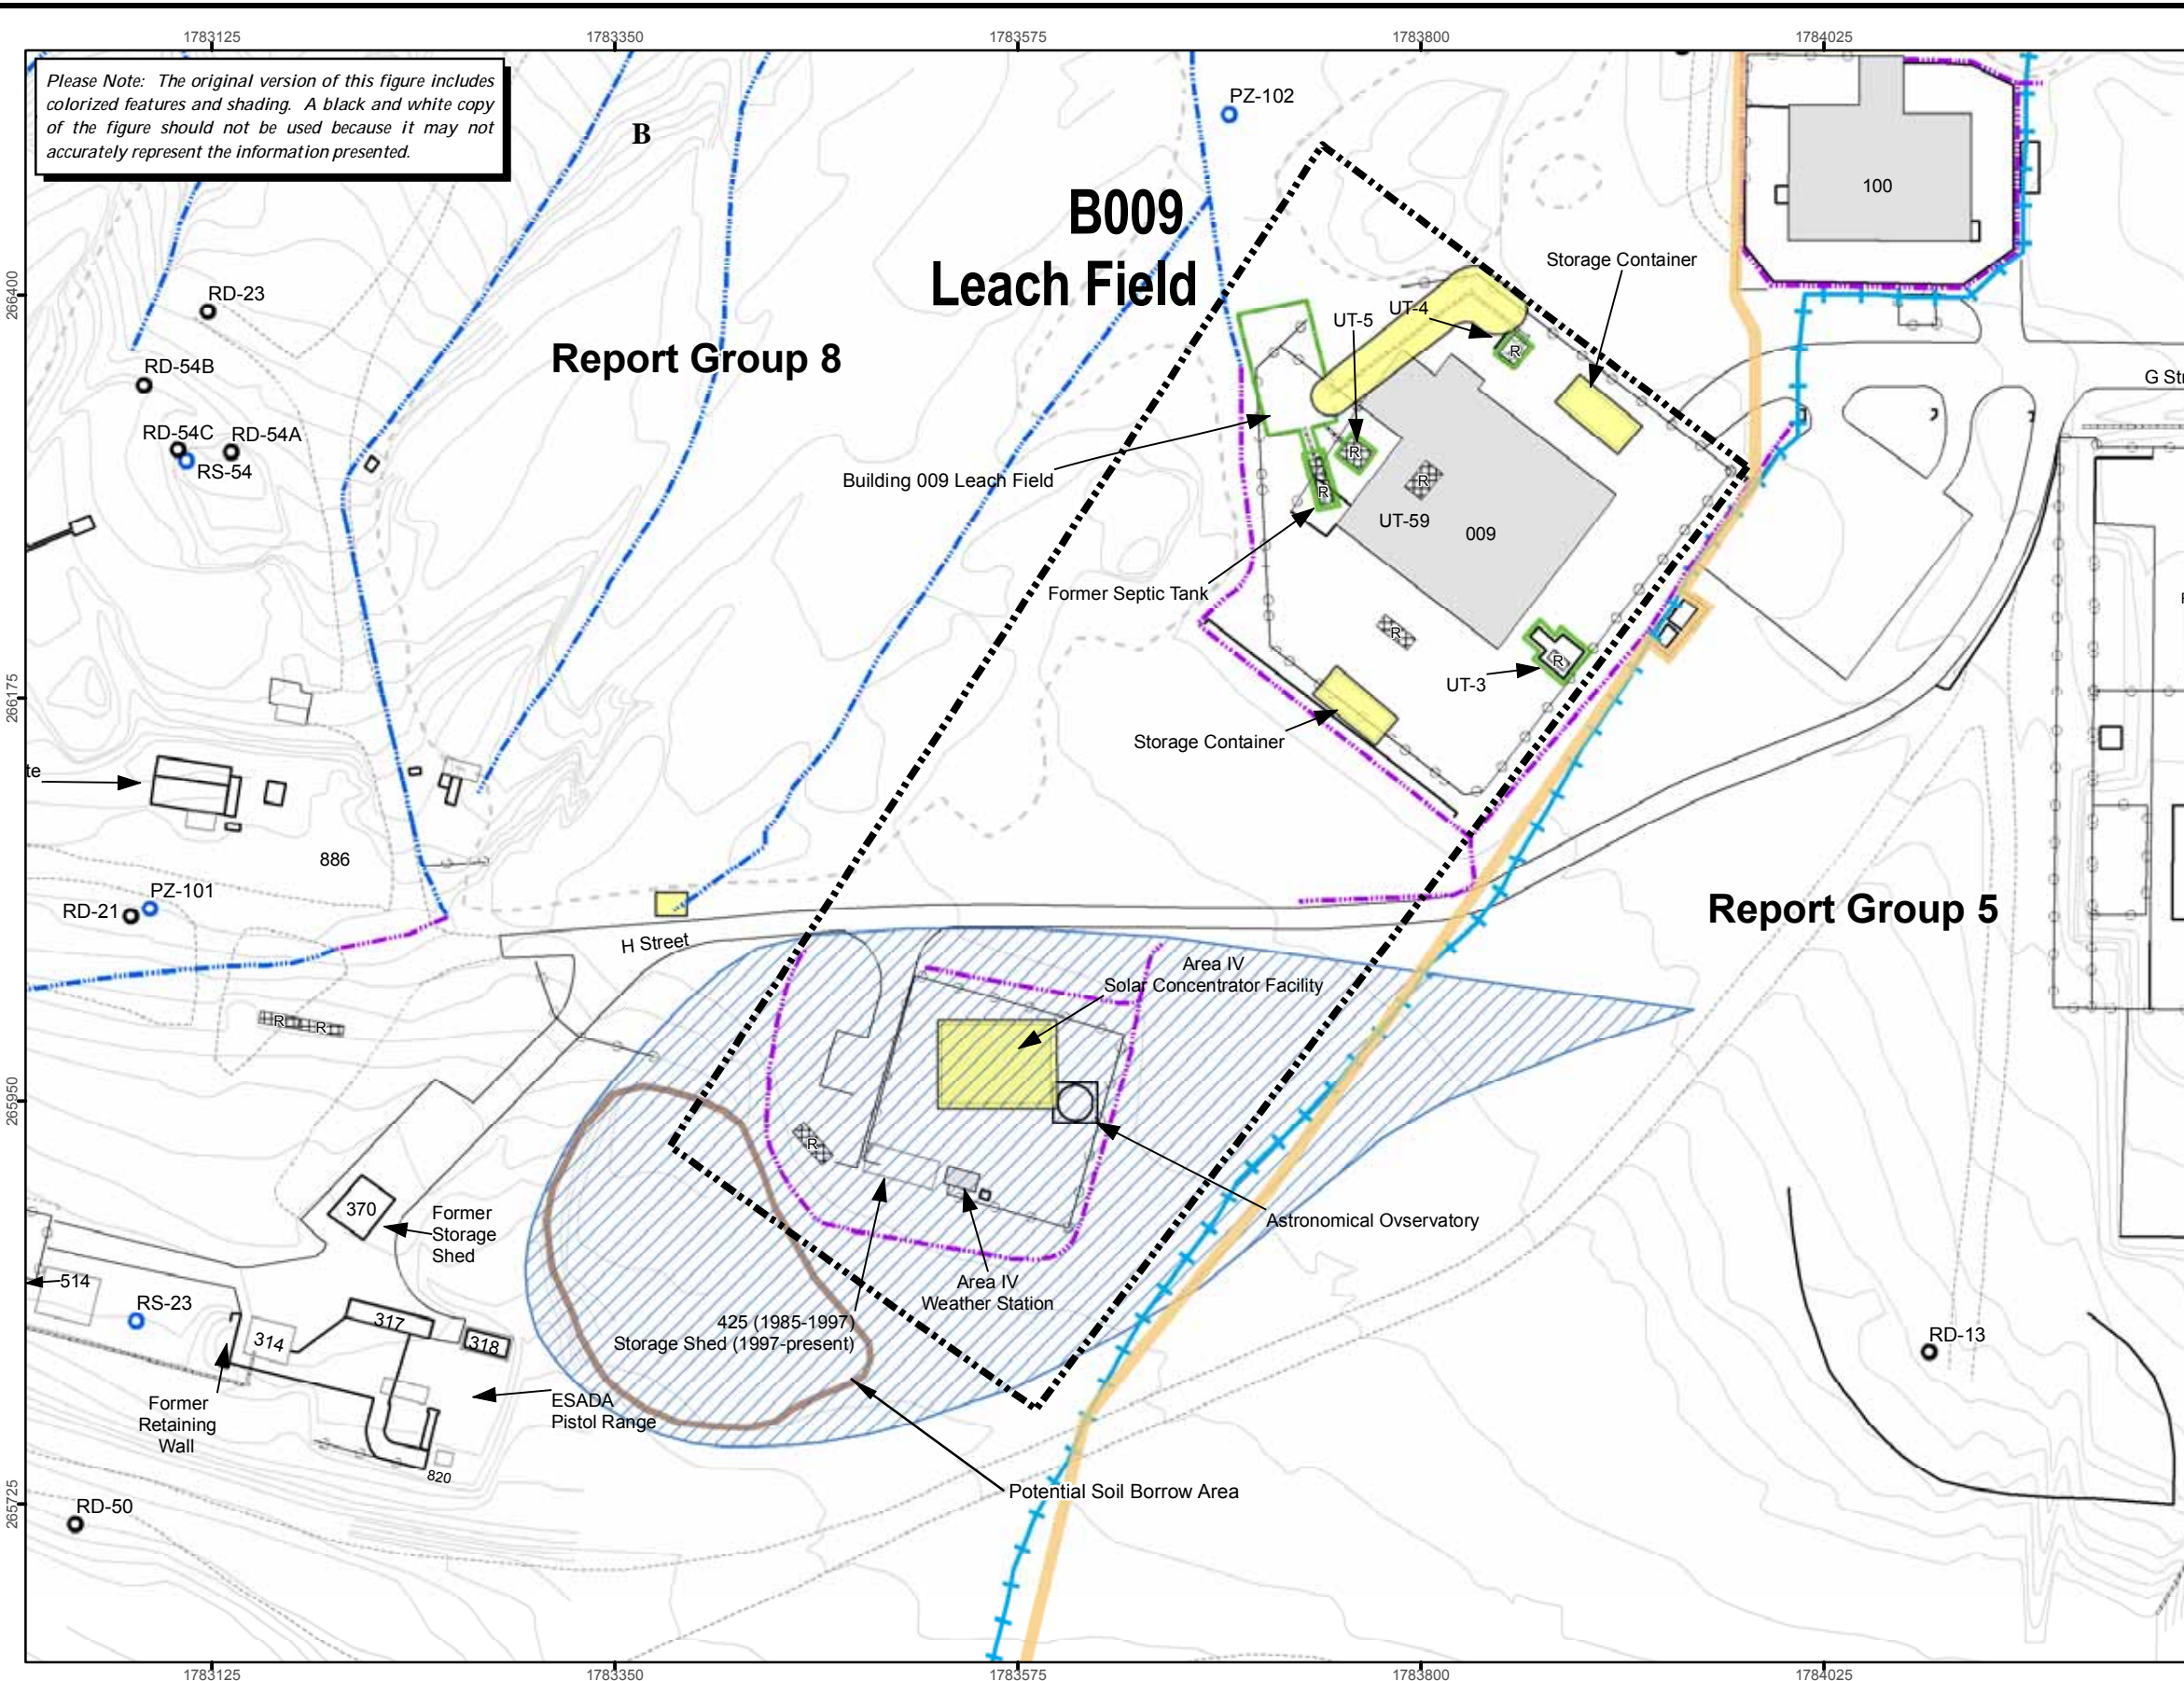 1783125
1783350
1783575
1783800
1784025
Please Note: The original version of this figure includes
colorized features and shading. A black and white copy
of the figure should not be used because it may not
accurately represent the information presented.
B
PZ-102
B009
Leach Field
100
Storage Container
266400
RD-23
UT-4
UT-5
R
Report Group 8
RD-54B
G Str
RD-54C
RD-54A
RS-54
R
R
R
Building 009 Leach Field
UT-59
009
Former Septic Tank
R
R
UT-3
266175
Storage Container
te
886
PZ-101
RD-21
Report Group 5
H Street
Area IV
Solar Concentrator Facility
R
R
265950
R
370
Former
Storage
Shed
Astronomical Ovservatory
514
RS-23
Area IV
Weather Station
425 (1985-1997)
Storage Shed (1997-present)
317
314
318
RD-13
Former
Retaining
Wall
ESADA
Pistol Range
820
Potential Soil Borrow Area
265725
RD-50
1783125
1783350
1783575
1783800
1784025